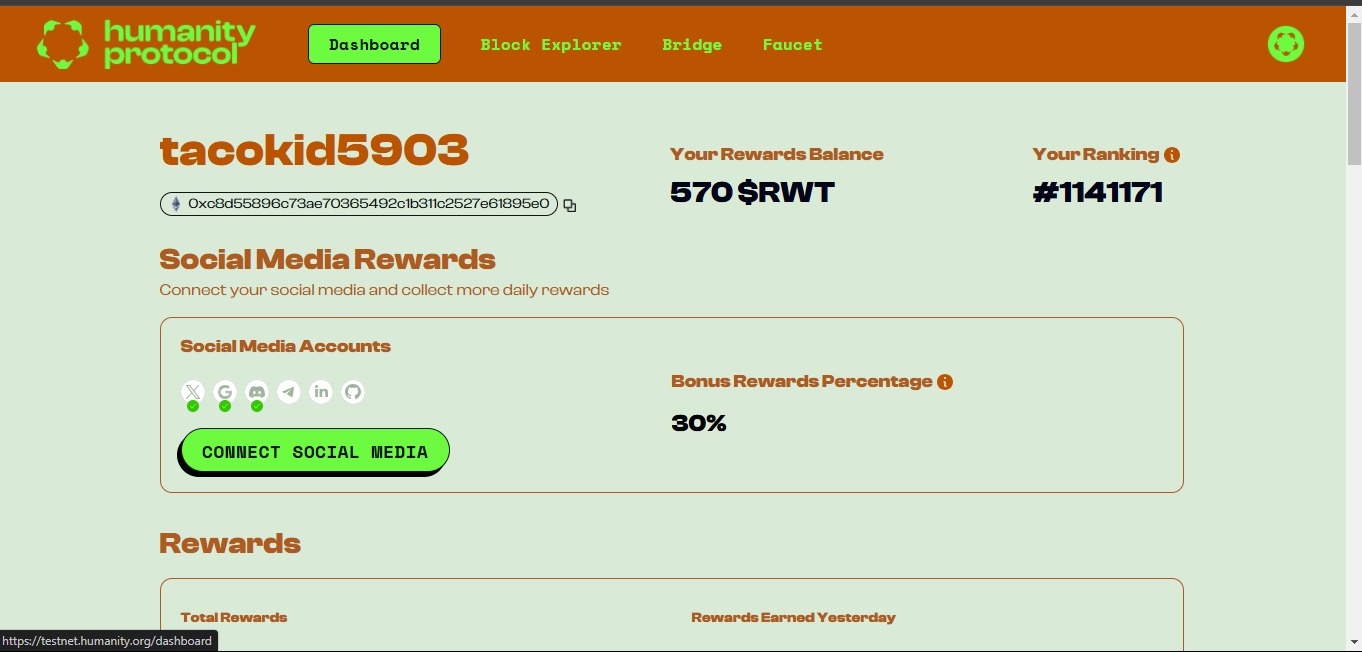 humanity
protocol
Dashboard
Block Explorer
Bridge
Faucet
tacokid5903
0xc8d55896c73ae70365492c1b311c2527e61895e0
Your Rewards Balance
570 $RWT
Your Ranking
#1141171
Social Media Rewards
Connect your social media and collect more daily rewards
Social Media Accounts
CONNECT SOCIAL MEDIA
Bonus Rewards Percentage
30%
Rewards
Total Rewards
Rewards Earned Yesterday
https://testnet.humanity.org/dashboard